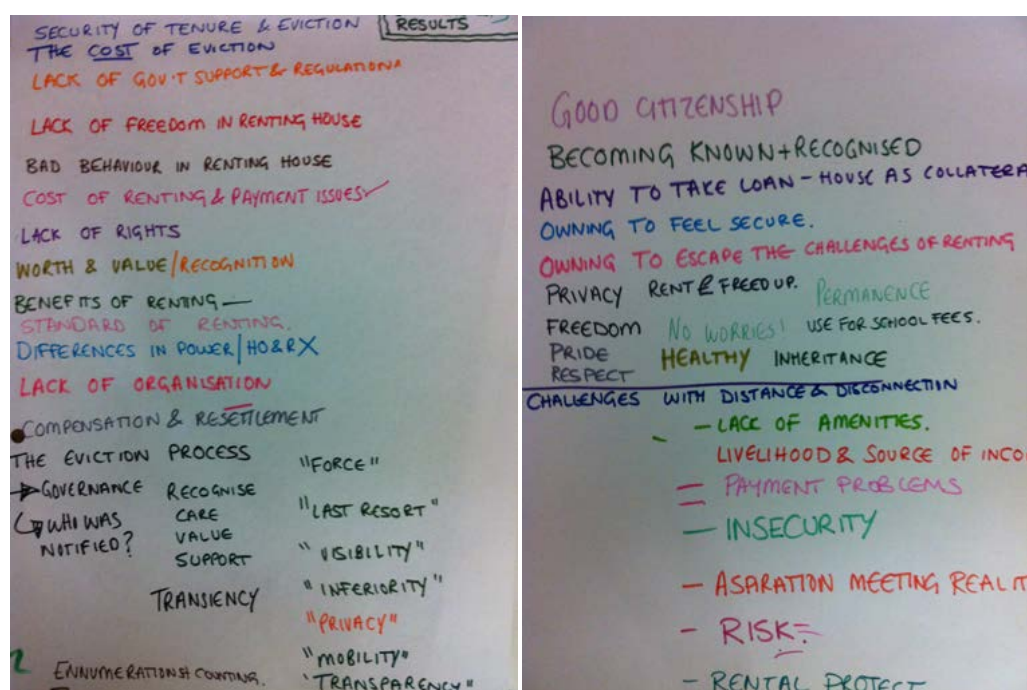 SECURITY OF TENURE & EVICTION
RESULTS
THE COST OF EVICTION
LACK OF GOV'T SUPPORT & REGULATION
LACK OF FREEDOM IN RENTING HOUSE
BAD BEHAVIOUR IN RENTING HOUSE
COST OF RENTING & PAYMENT ISSUES
LACK OF RIGHTS
WORTH & VALUE/RECOGNITION
BENEFITS OF RENTING —
STANDARD OF RENTING.
DIFFERENCES IN POWER/HO&RX
LACK OF ORGANISATION
COMPENSATION & RESETTLEMENT
THE EVICTION PROCESS
GOVERNANCE
WHO WAS
NOTIFIED?
RECOGNISE
CARE
VALUE
SUPPORT
TRANSIENCY
"FORCE"
"LAST RESORT"
"VISIBILITY"
"INFERIORITY"
"PRIVACY"
"MOBILITY"
"TRANSPARENCY"
2 ENNUMERATIONS & COUNTING.
GOOD CITIZENSHIP
BECOMING KNOWN + RECOGNISED
ABILITY TO TAKE LOAN - HOUSE AS COLLATERA
OWNING TO FEEL SECURE.
OWNING TO ESCAPE THE CHALLENGES OF RENTING
PRIVACY RENT £ FREED UP. PERMANENCE
FREEDOM NO WORRIES! USE FOR SCHOOL FEES.
PRIDE HEALTHY INHERITANCE
RESPECT
CHALLENGES WITH DISTANCE & DISCONNECTION
- LACK OF AMENITIES.
LIVELIHOOD & SOURCE OF INCO
= PAYMENT PROBLEMS
- INSECURITY
- ASARATION MEETING REALIT
- RISK
- RENTAL PROTECT